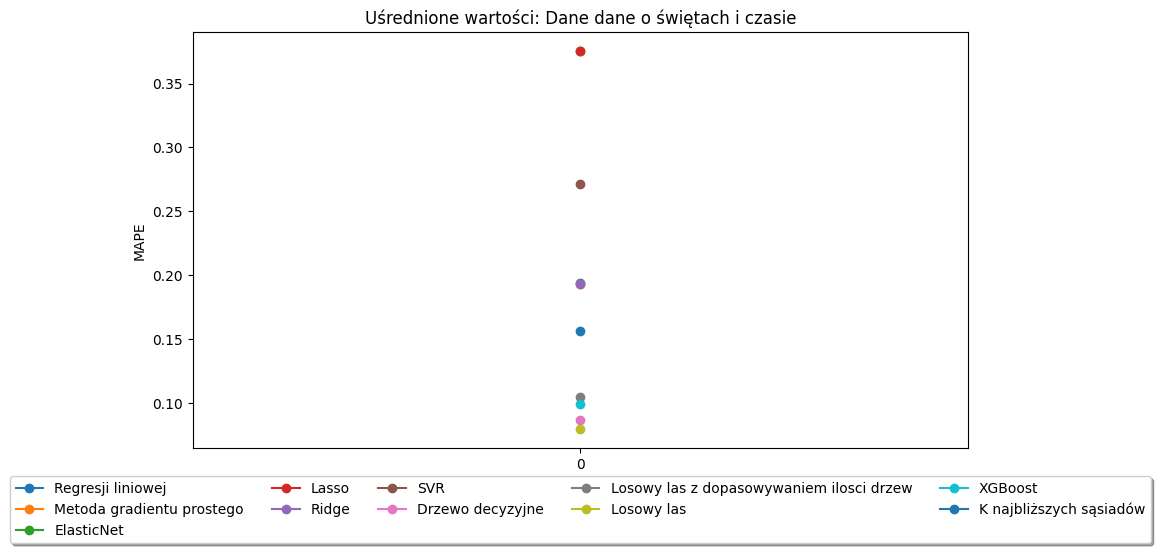 Uśrednione wartości: Dane dane o świętach i czasie
MAPE
0.35
0.30
0.25
0.20
0.15
0.10
0
Regresji liniowej
Metoda gradientu prostego
ElasticNet
Lasso
Ridge
SVR
Drzewo decyzyjne
Losowy las z dopasowywaniem ilosci drzew
Losowy las
XGBoost
K najbliższych sąsiadów